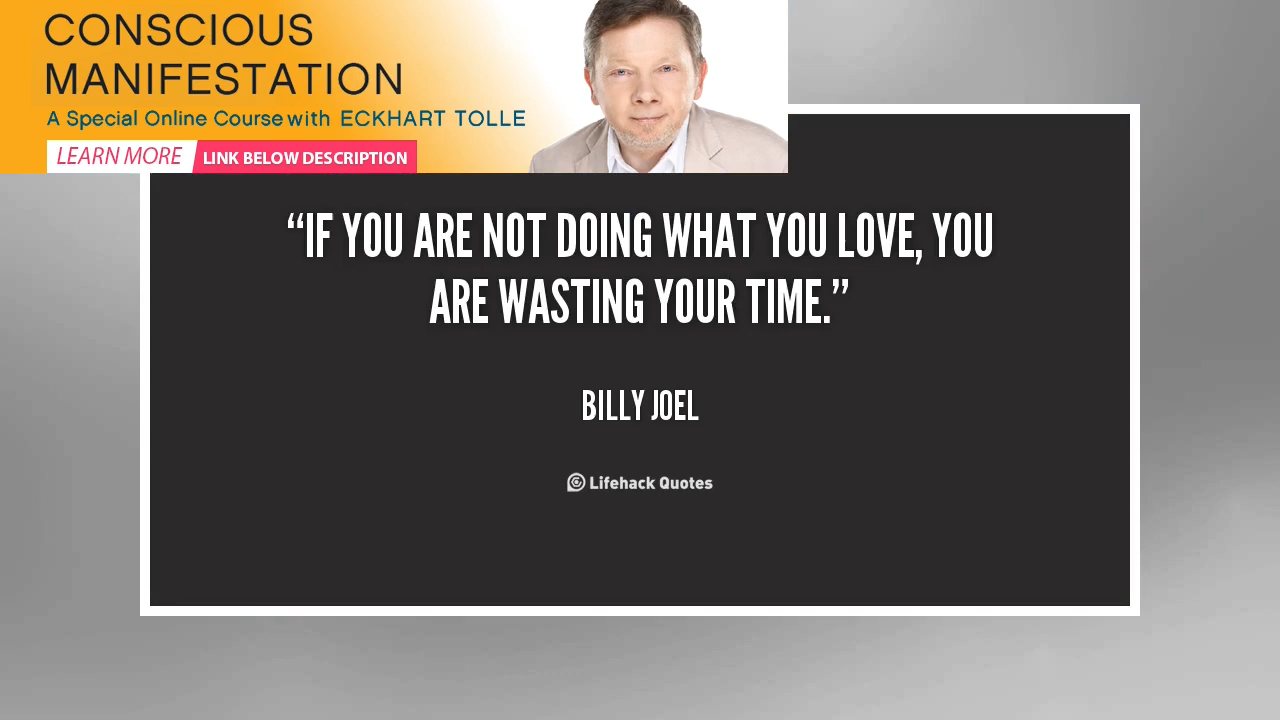 CONSCIOUS
MANIFESTATION
A Special Online Course with ECKHART TOLLE
LEARN MORE LINK BELOW DESCRIPTION
“IF YOU ARE NOT DOING WHAT YOU LOVE, YOU
ARE WASTING YOUR TIME.”
BILLY JOEL
Lifehack Quotes